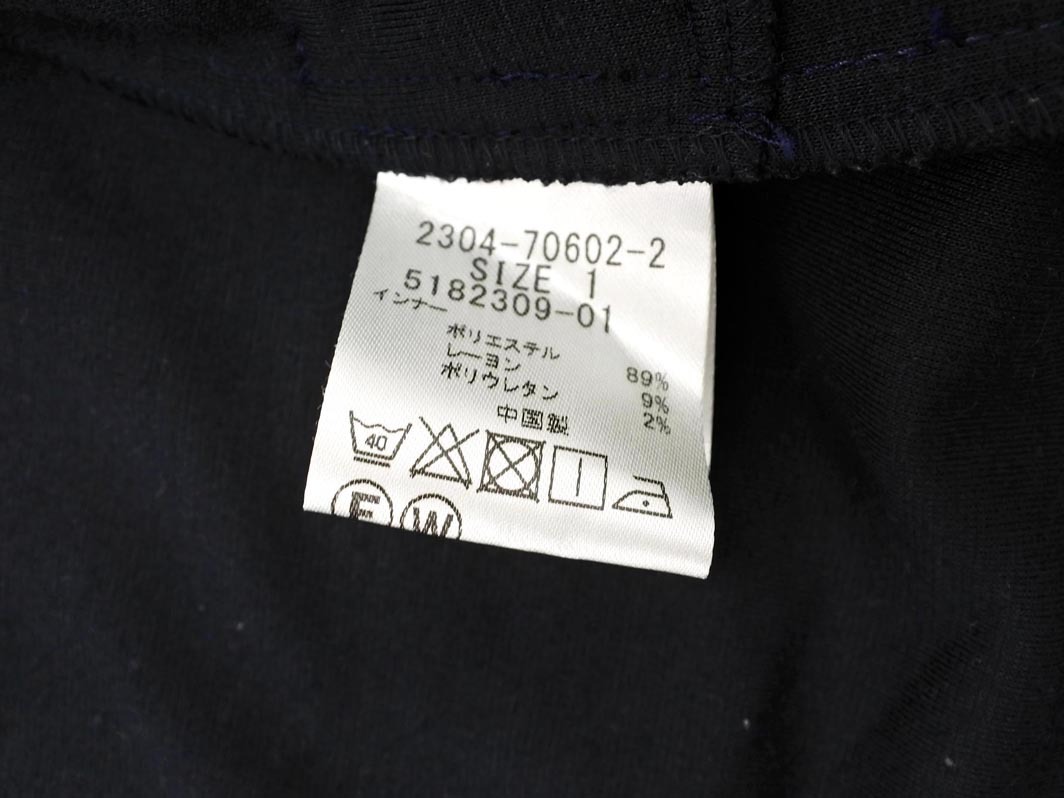 2304-70602-2
SIZE 1
5182309-01
インナー
ポリエステル 89%
レーヨン 9%
ポリウレタン 2%
中国製
40
F W